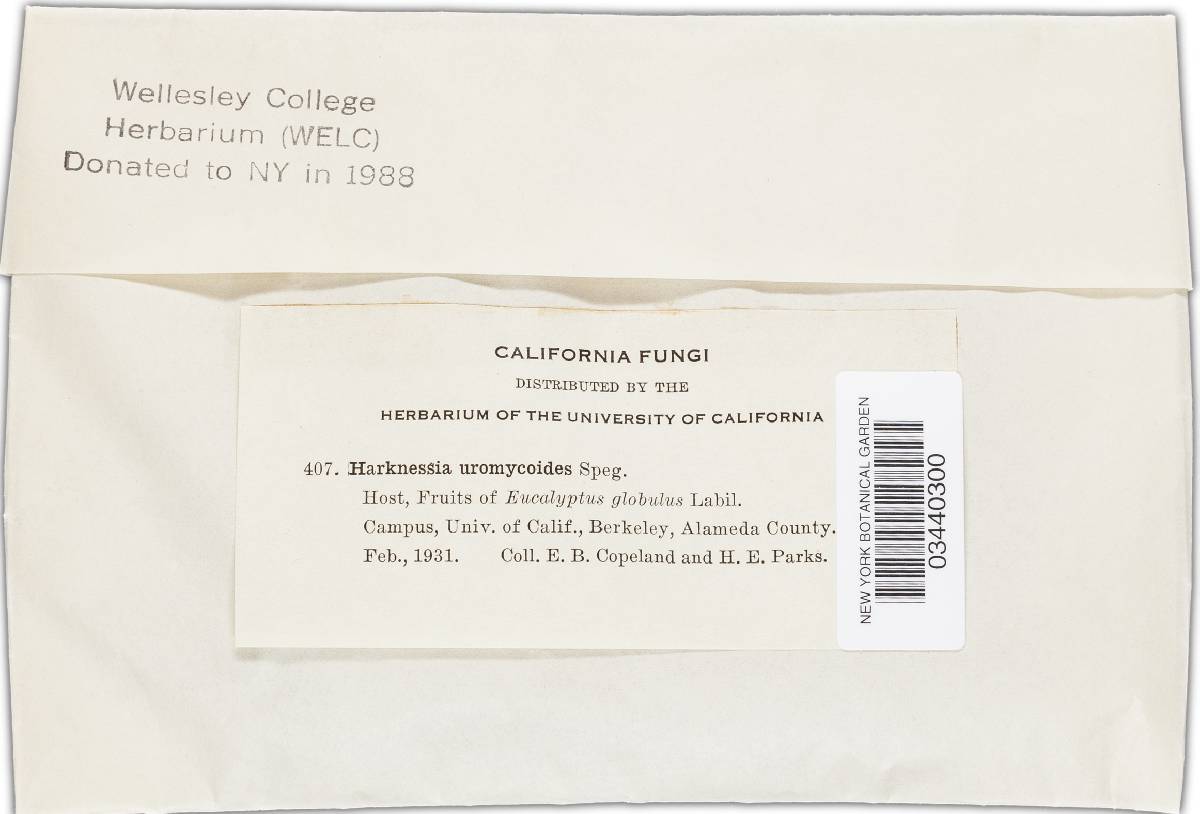 Wellesley College
Herbarium (WELC)
Donated to NY in 1988
CALIFORNIA FUNGI
DISTRIBUTED BY THE
HERBARIUM OF THE UNIVERSITY OF CALIFORNIA
407. Harknessia uromycoides Speg.
Host, Fruits of Eucalyptus globulus Labil.
Campus, Univ. of Calif., Berkeley, Alameda County.
Feb., 1931. Coll. E. B. Copeland and H. E. Parks.
NEW YORK BOTANICAL GARDEN
03440300